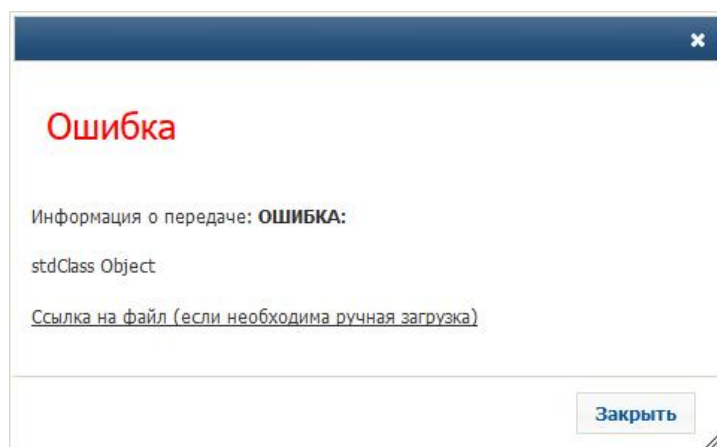 Ошибка
Информация о передаче: ОШИБКА:
stdClass Object
Ссылка на файл (если необходима ручная загрузка)
Закрыть